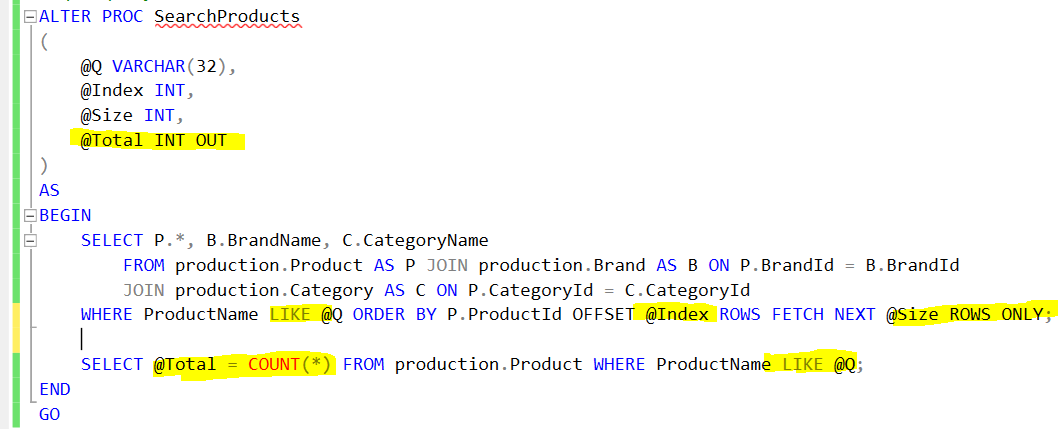 ALTER PROC SearchProducts
(
@Q VARCHAR(32),
@Index INT,
@Size INT,
@Total INT OUT
)
AS
BEGIN
SELECT P.*, B.BrandName, C.CategoryName
FROM production.Product AS P JOIN production.Brand AS B ON P.BrandId = B.BrandId
JOIN production.Category AS C ON P.CategoryId = C.CategoryId
WHERE ProductName LIKE @Q ORDER BY P.ProductId OFFSET @Index ROWS FETCH NEXT @Size ROWS ONLY;
SELECT @Total = COUNT(*) FROM production.Product WHERE ProductName LIKE @Q;
END
GO